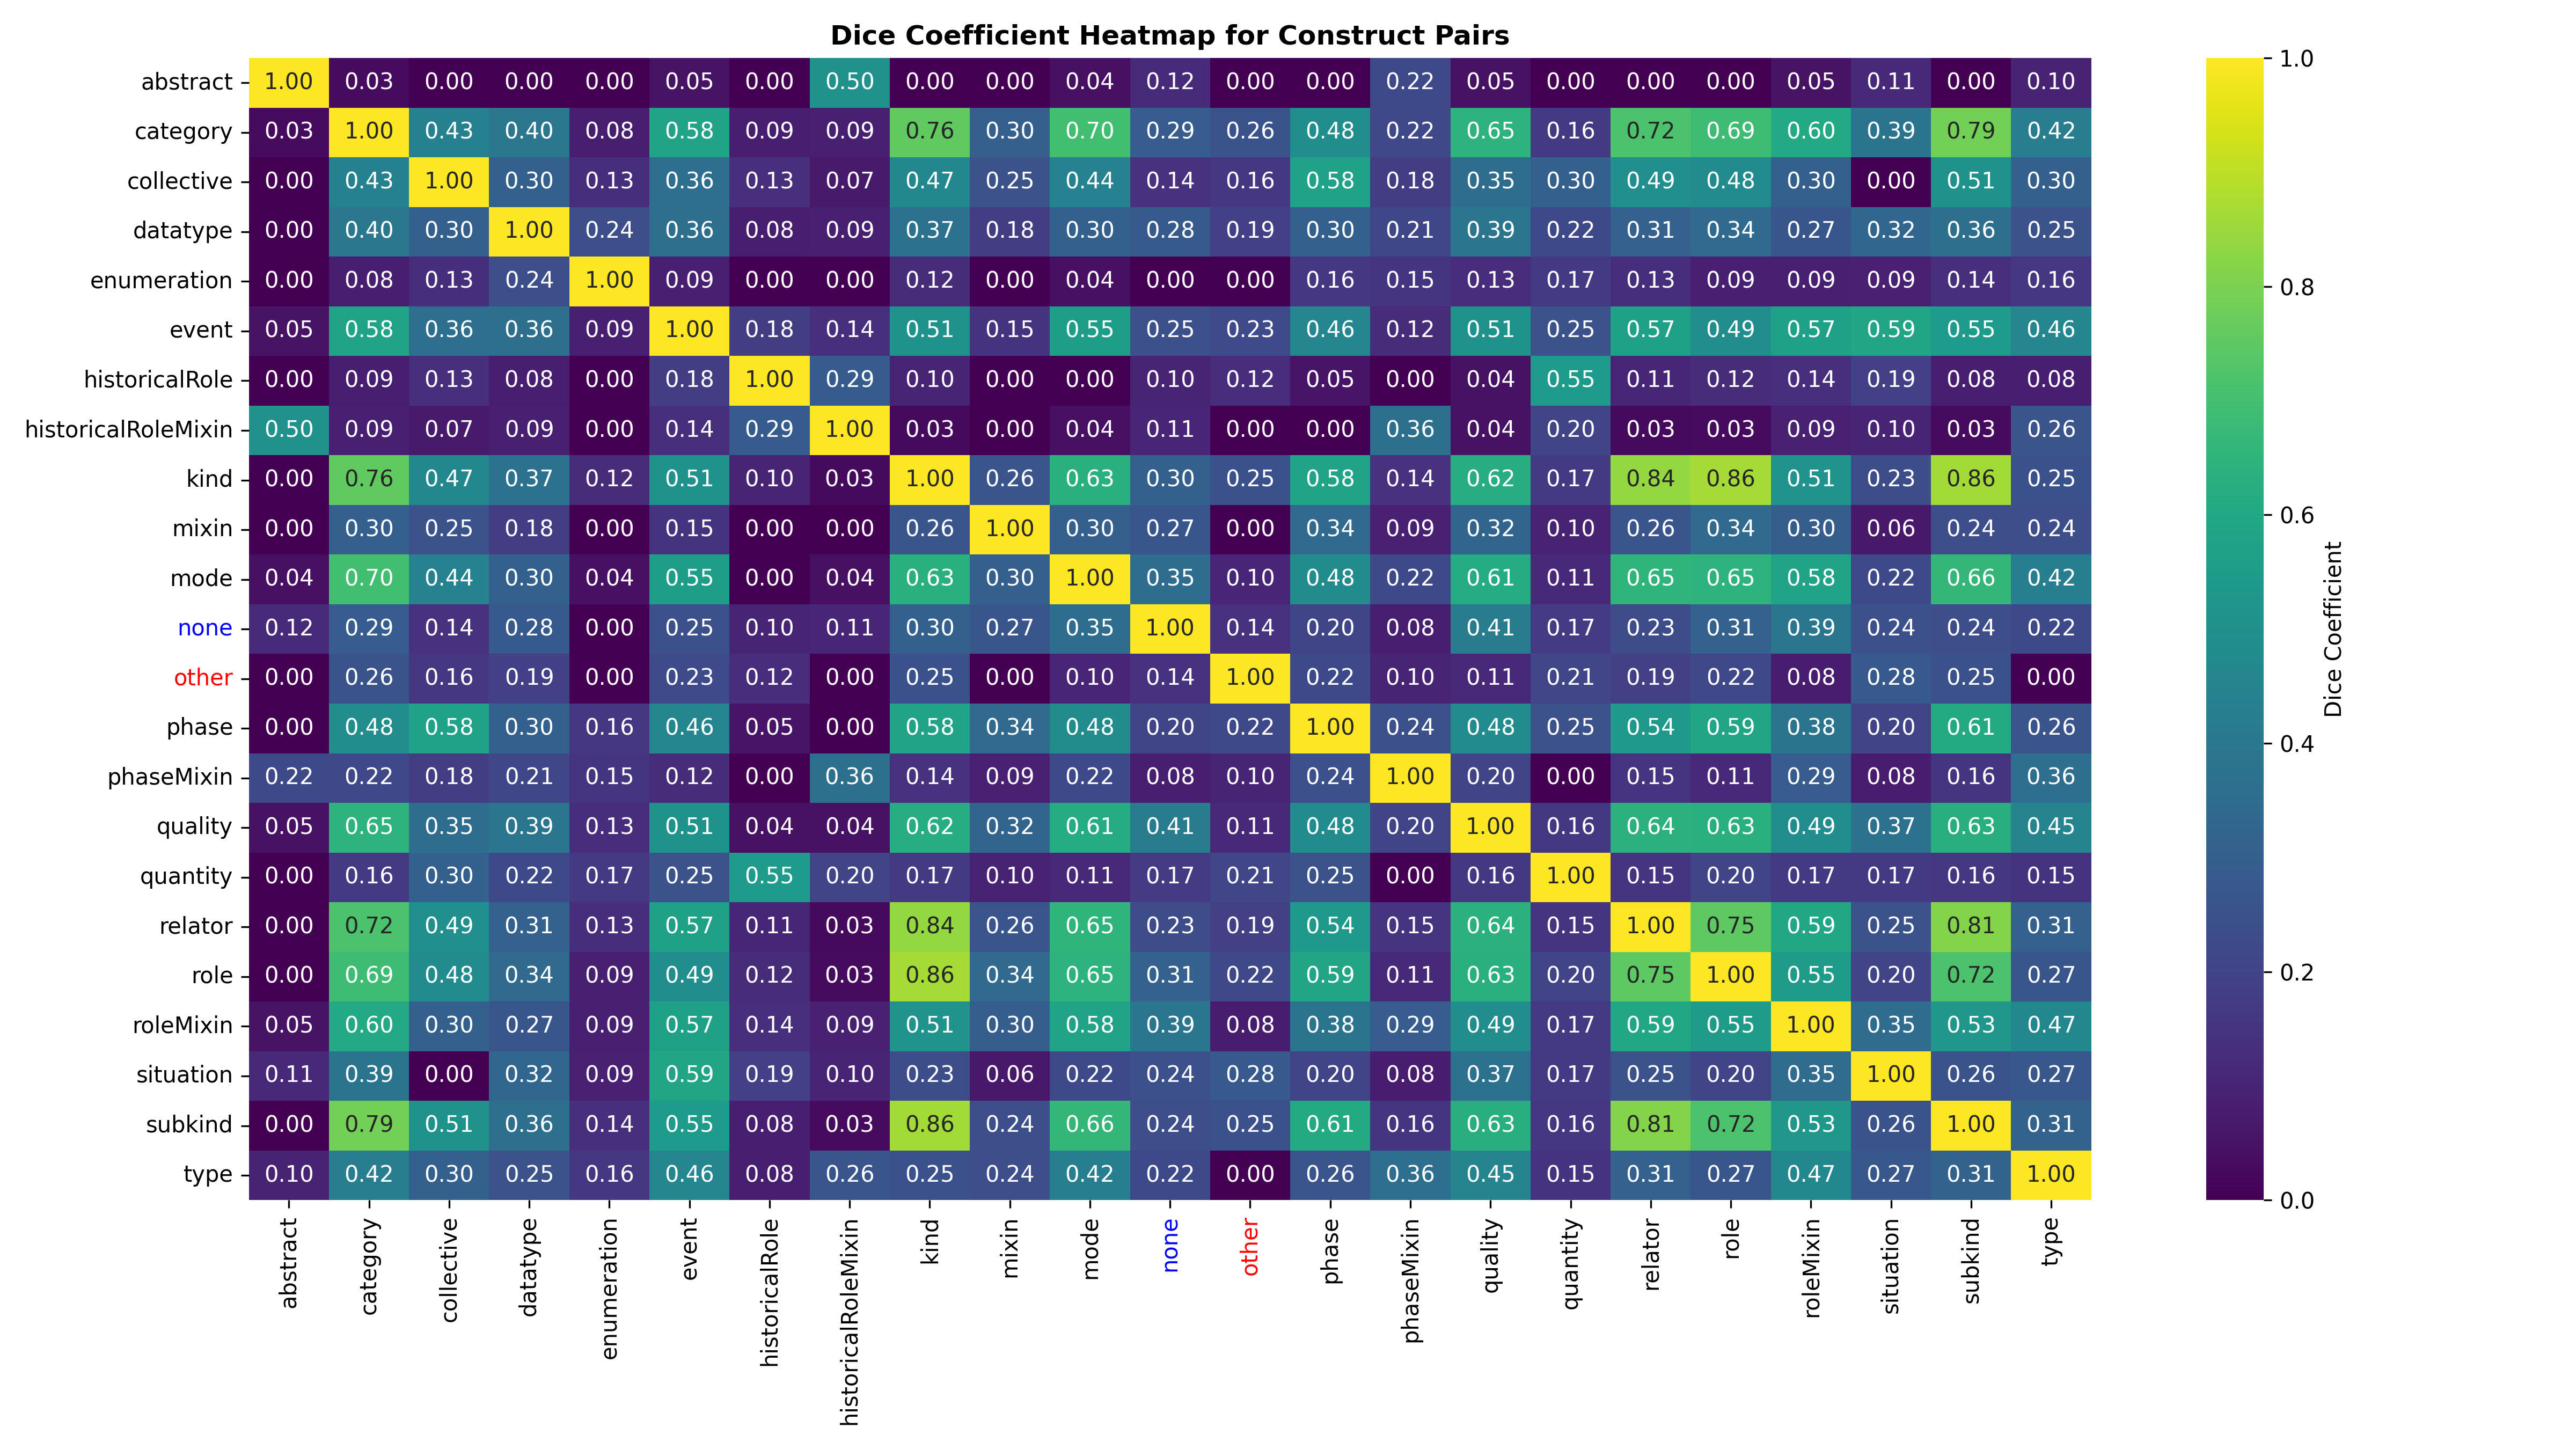 Dice Coefficient Heatmap for Construct Pairs
abstract 1.00 0.03 0.00 0.00 0.00 0.05 0.00 0.50 0.00 0.00 0.04 0.12 0.00 0.00 0.22 0.05 0.00 0.00 0.00 0.05 0.11 0.00 0.10
category 0.03 1.00 0.43 0.40 0.08 0.58 0.09 0.09 0.76 0.30 0.70 0.29 0.26 0.48 0.22 0.65 0.16 0.72 0.69 0.60 0.39 0.79 0.42
collective 0.00 0.43 1.00 0.30 0.13 0.36 0.13 0.07 0.47 0.25 0.44 0.14 0.16 0.58 0.18 0.35 0.30 0.49 0.48 0.30 0.00 0.51 0.30
datatype 0.00 0.40 0.30 1.00 0.24 0.36 0.08 0.09 0.37 0.18 0.30 0.28 0.19 0.30 0.21 0.39 0.22 0.31 0.34 0.27 0.32 0.36 0.25
enumeration 0.00 0.08 0.13 0.24 1.00 0.09 0.00 0.00 0.12 0.00 0.04 0.00 0.00 0.16 0.15 0.13 0.17 0.13 0.09 0.09 0.09 0.14 0.16
event 0.05 0.58 0.36 0.36 0.09 1.00 0.18 0.14 0.51 0.15 0.55 0.25 0.23 0.46 0.12 0.51 0.25 0.57 0.49 0.57 0.59 0.55 0.46
historicalRole 0.00 0.09 0.13 0.08 0.00 0.18 1.00 0.29 0.10 0.00 0.00 0.10 0.12 0.05 0.00 0.04 0.55 0.11 0.12 0.14 0.19 0.08 0.08
historicalRoleMixin 0.50 0.09 0.07 0.09 0.00 0.14 0.29 1.00 0.03 0.00 0.04 0.11 0.00 0.00 0.36 0.04 0.20 0.03 0.03 0.09 0.10 0.03 0.26
kind 0.00 0.76 0.47 0.37 0.12 0.51 0.10 0.03 1.00 0.26 0.63 0.30 0.25 0.58 0.14 0.62 0.17 0.84 0.86 0.51 0.23 0.86 0.25
mixin 0.00 0.30 0.25 0.18 0.00 0.15 0.00 0.00 0.26 1.00 0.30 0.27 0.00 0.34 0.09 0.32 0.10 0.26 0.34 0.30 0.06 0.24 0.24
mode 0.04 0.70 0.44 0.30 0.04 0.55 0.00 0.04 0.63 0.30 1.00 0.35 0.10 0.48 0.22 0.61 0.11 0.65 0.65 0.58 0.22 0.66 0.42
none 0.12 0.29 0.14 0.28 0.00 0.25 0.10 0.11 0.30 0.27 0.35 1.00 0.14 0.20 0.08 0.41 0.17 0.23 0.31 0.39 0.24 0.24 0.22
other 0.00 0.26 0.16 0.19 0.00 0.23 0.12 0.00 0.25 0.00 0.10 0.14 1.00 0.22 0.10 0.11 0.21 0.19 0.22 0.08 0.28 0.25 0.00
phase 0.00 0.48 0.58 0.30 0.16 0.46 0.05 0.00 0.58 0.34 0.48 0.20 0.22 1.00 0.24 0.48 0.25 0.54 0.59 0.38 0.20 0.61 0.26
phaseMixin 0.22 0.22 0.18 0.21 0.15 0.12 0.00 0.36 0.14 0.09 0.22 0.08 0.10 0.24 1.00 0.20 0.00 0.15 0.11 0.29 0.08 0.16 0.36
quality 0.05 0.65 0.35 0.39 0.13 0.51 0.04 0.04 0.62 0.32 0.61 0.41 0.11 0.48 0.20 1.00 0.16 0.64 0.63 0.49 0.37 0.63 0.45
quantity 0.00 0.16 0.30 0.22 0.17 0.25 0.55 0.20 0.17 0.10 0.11 0.17 0.21 0.25 0.00 0.16 1.00 0.15 0.20 0.17 0.17 0.16 0.15
relator 0.00 0.72 0.49 0.31 0.13 0.57 0.11 0.03 0.84 0.26 0.65 0.23 0.19 0.54 0.15 0.64 0.15 1.00 0.75 0.59 0.25 0.81 0.31
role 0.00 0.69 0.48 0.34 0.09 0.49 0.12 0.03 0.86 0.34 0.65 0.31 0.22 0.59 0.11 0.63 0.20 0.75 1.00 0.55 0.20 0.72 0.27
roleMixin 0.05 0.60 0.30 0.27 0.09 0.57 0.14 0.09 0.51 0.30 0.58 0.39 0.08 0.38 0.29 0.49 0.17 0.59 0.55 1.00 0.35 0.53 0.47
situation 0.11 0.39 0.00 0.32 0.09 0.59 0.19 0.10 0.23 0.06 0.22 0.24 0.28 0.20 0.08 0.37 0.17 0.25 0.20 0.35 1.00 0.26 0.27
subkind 0.00 0.79 0.51 0.36 0.14 0.55 0.08 0.03 0.86 0.24 0.66 0.24 0.25 0.61 0.16 0.63 0.16 0.81 0.72 0.53 0.26 1.00 0.31
type 0.10 0.42 0.30 0.25 0.16 0.46 0.08 0.26 0.25 0.24 0.42 0.22 0.00 0.26 0.36 0.45 0.15 0.31 0.27 0.47 0.27 0.31 1.00
abstract category collective datatype enumeration event historicalRole historicalRoleMixin kind mixin mode none other phase phaseMixin quality quantity relator role roleMixin situation subkind type
1.0
0.8
0.6
0.4
0.2
0.0
Dice Coefficient